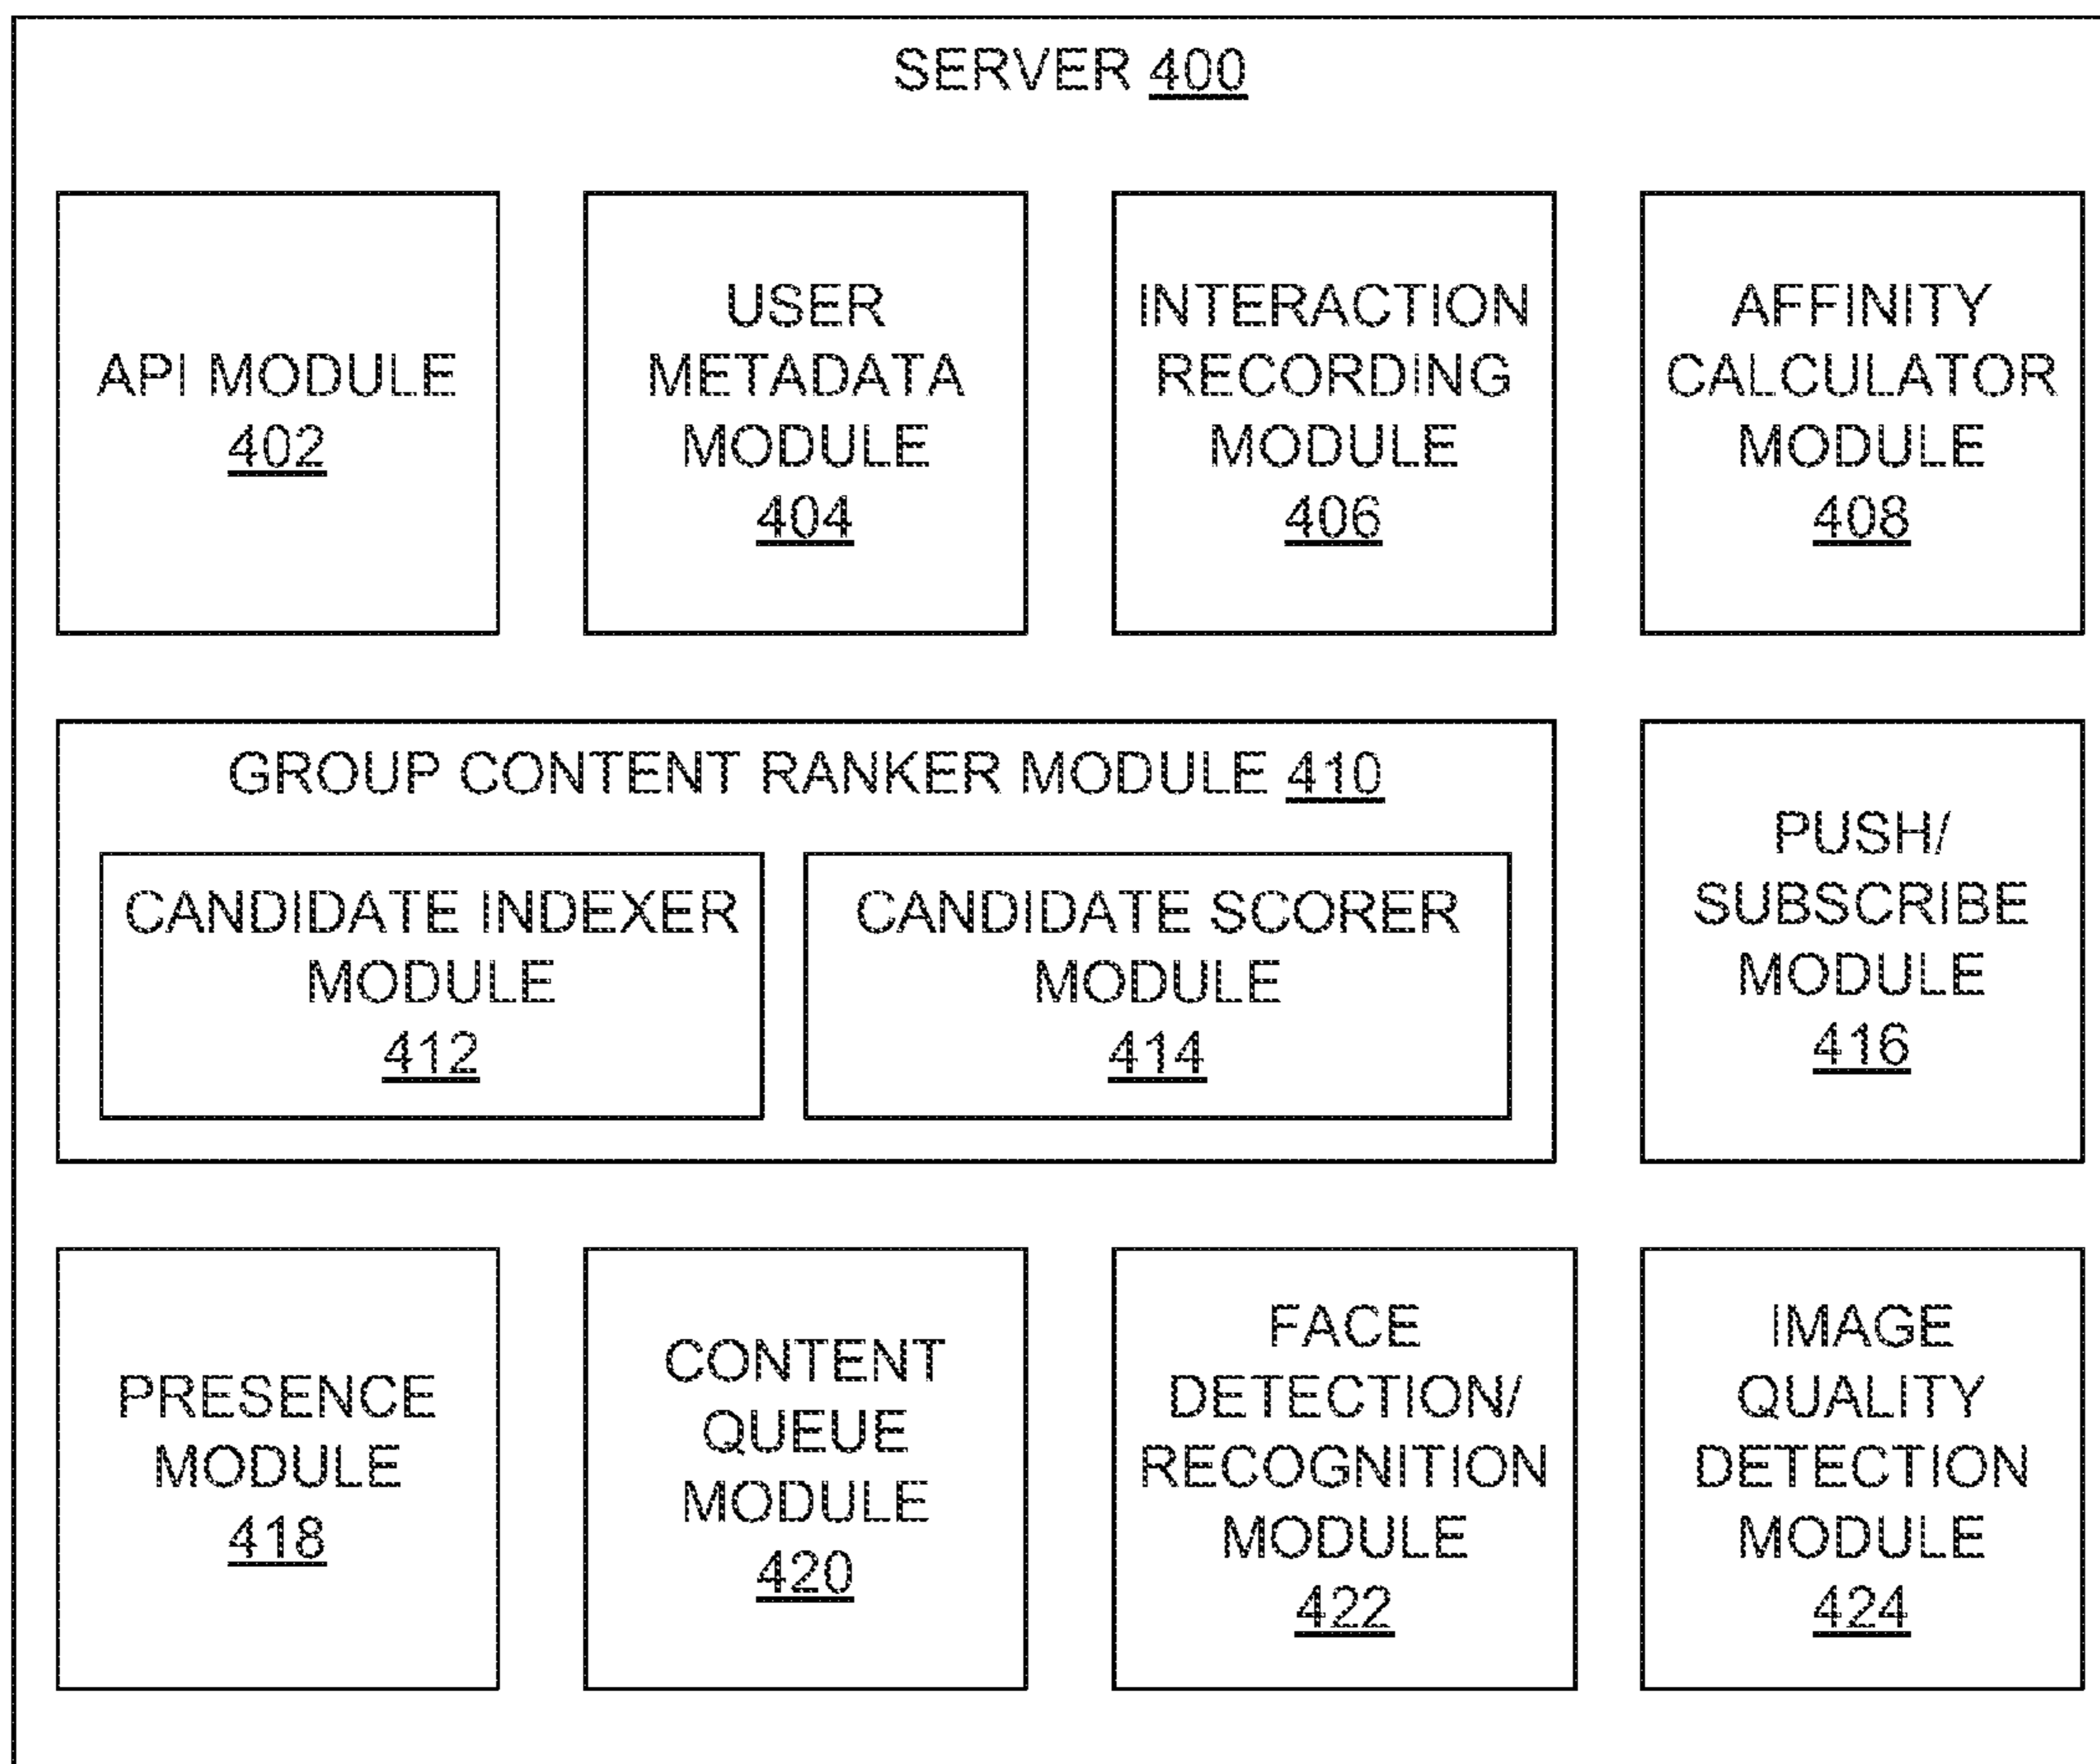 SERVER 400
API MODULE
402
USER
METADATA
MODULE
404
INTERACTION
RECORDING
MODULE
406
AFFINITY
CALCULATOR
MODULE
408
GROUP CONTENT RANKER MODULE 410
CANDIDATE INDEXER
MODULE
412
CANDIDATE SCORER
MODULE
414
PUSH/
SUBSCRIBE
MODULE
416
PRESENCE
MODULE
418
CONTENT
QUEUE
MODULE
420
FACE
DETECTION/
RECOGNITION
MODULE
422
IMAGE
QUALITY
DETECTION
MODULE
424